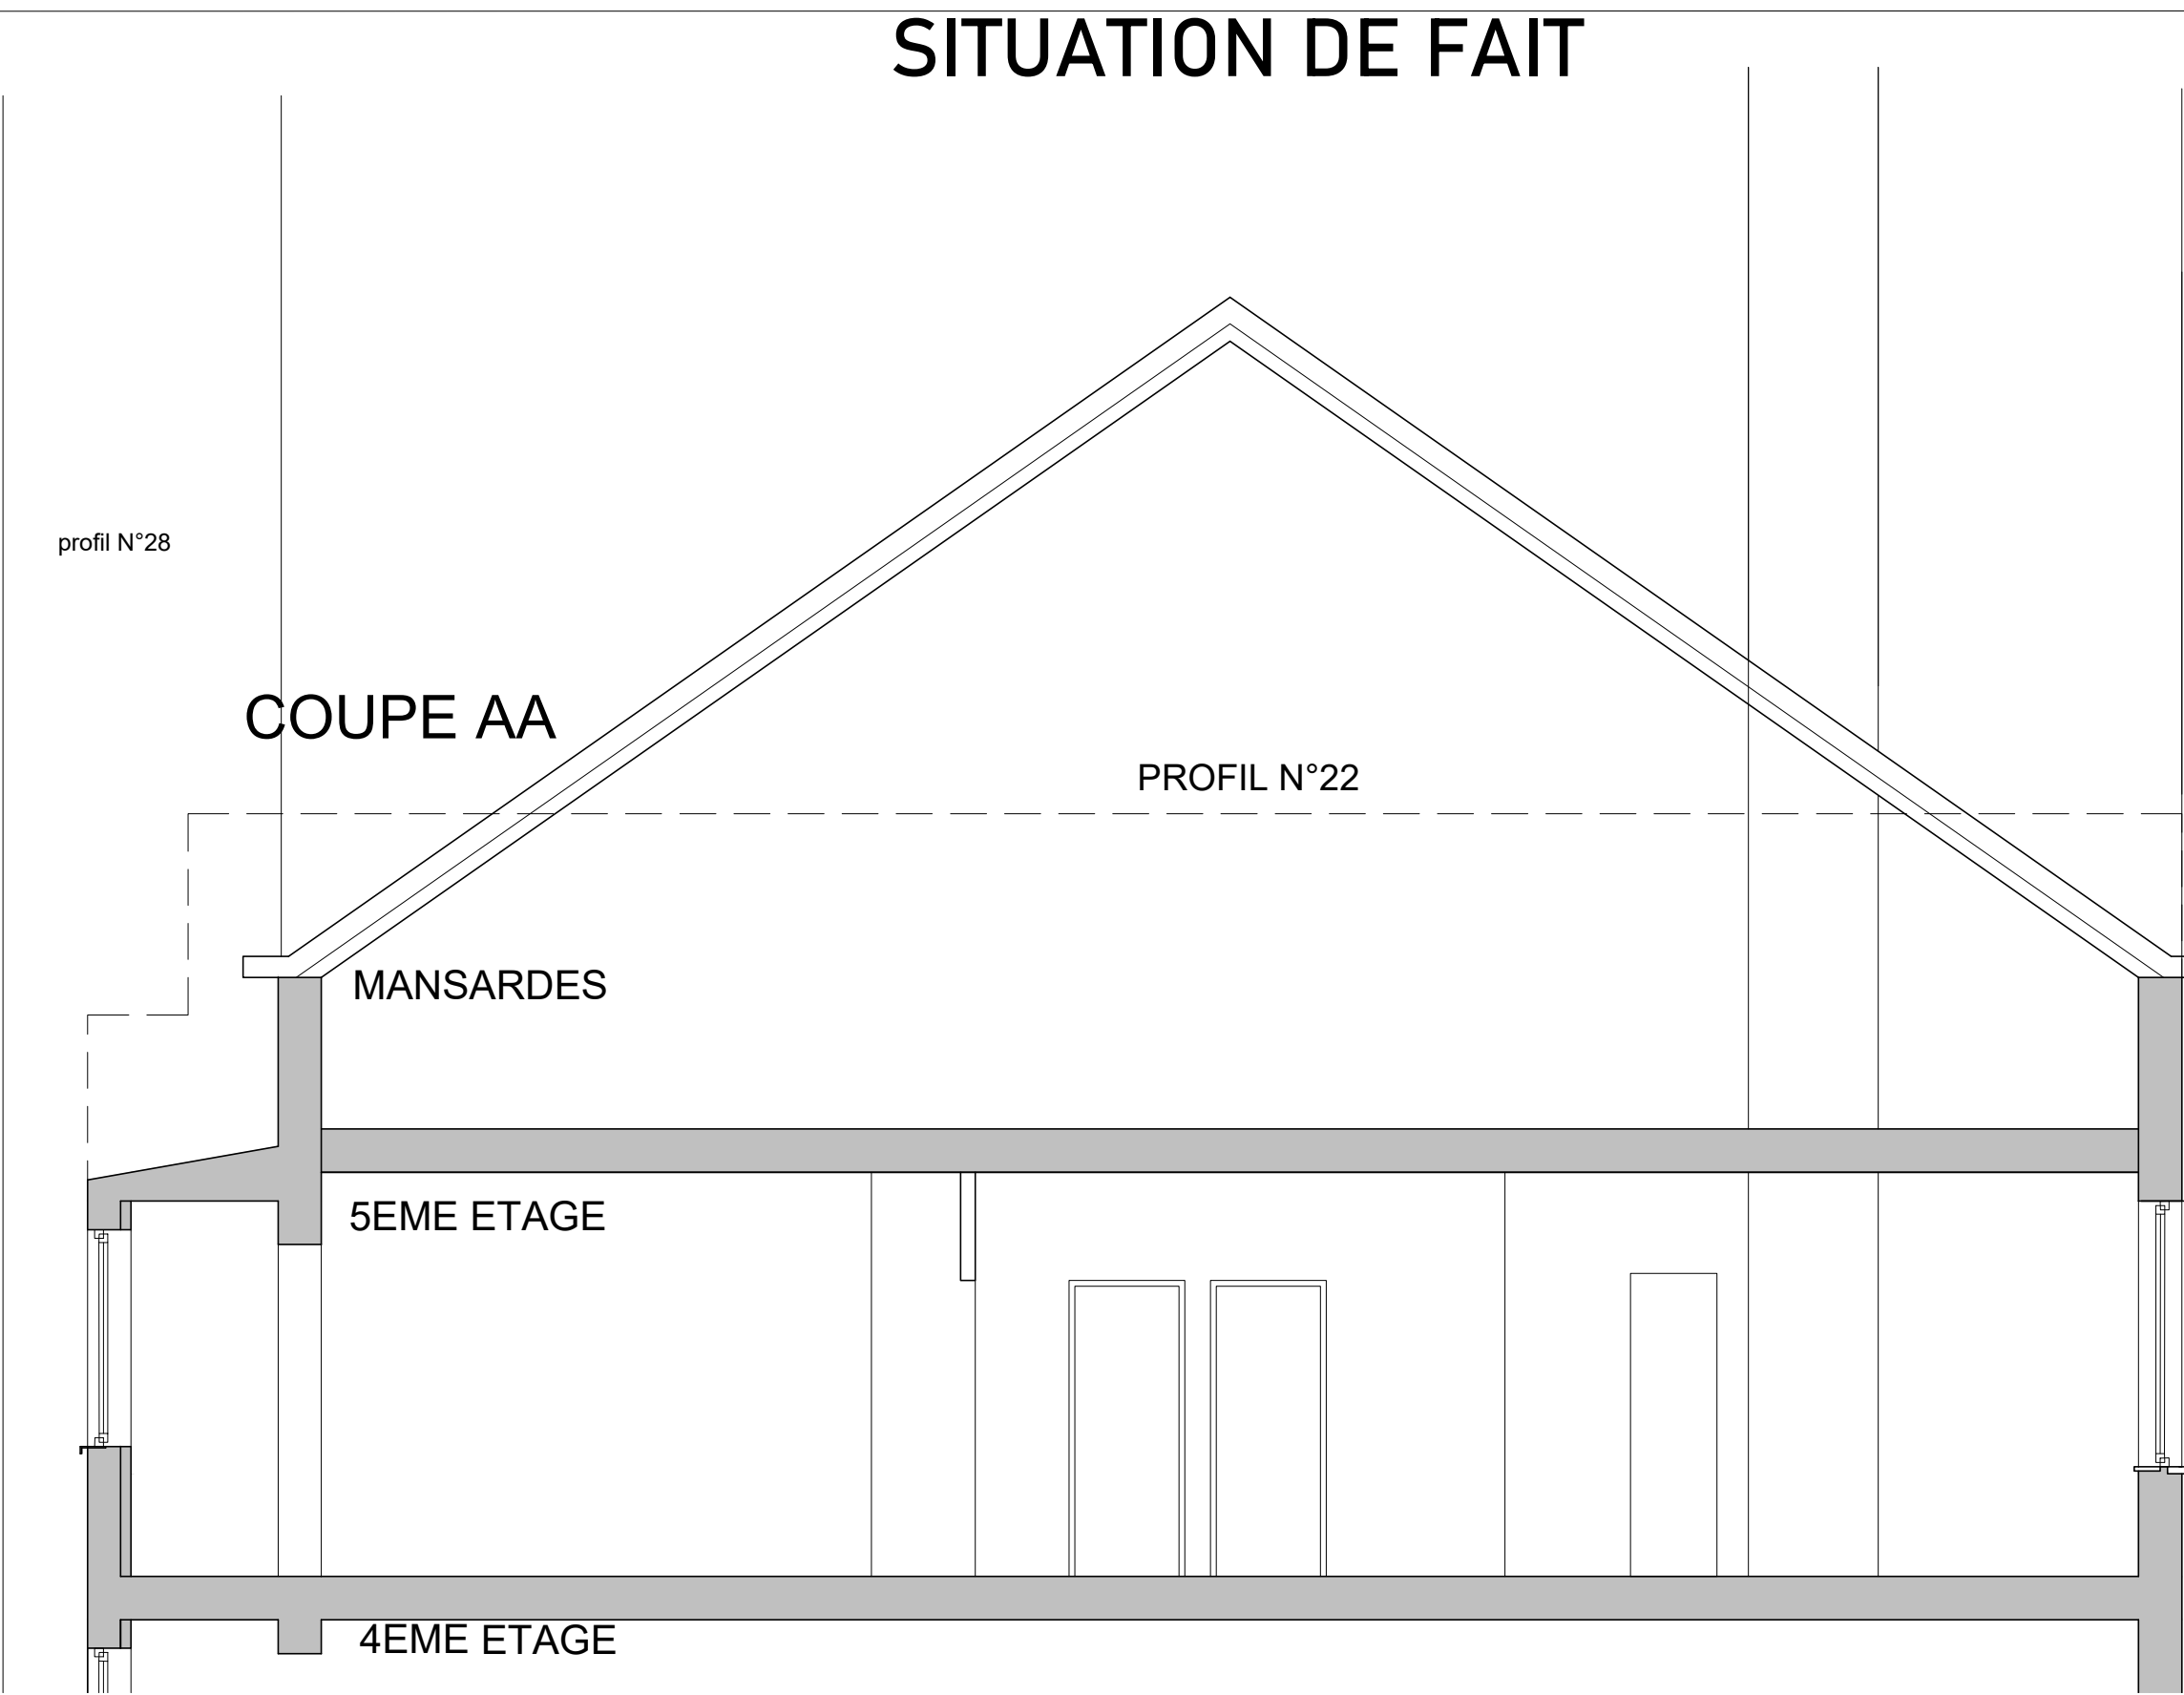 SITUATION DE FAIT
profil N°28
COUPE AA
PROFIL N°22
MANSARDES
5EME ETAGE
4EME ETAGE